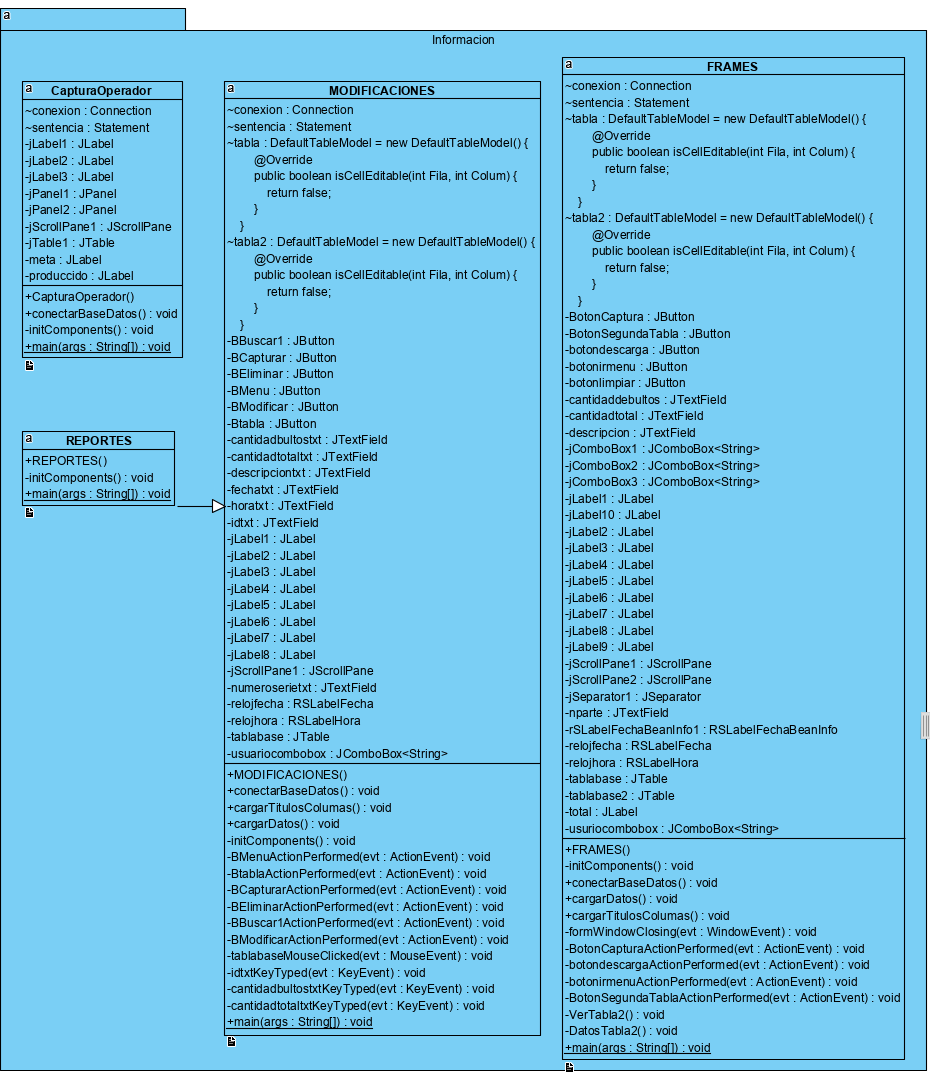 a
Informacion
a
CapturaOperador
~conexion : Connection
~sentencia : Statement
-jLabel1 : JLabel
-jLabel2 : JLabel
-jLabel3 : JLabel
-jPanel1 : JPanel
-jPanel2 : JPanel
-jScrollPane1 : JScrollPane
-jTable1 : JTable
-meta : JLabel
-produccido : JLabel
+CapturaOperador()
+conectarBaseDatos() : void
-initComponents() : void
+main(args : String[]) : void
a
REPORTES
+REPORTES()
-initComponents() : void
+main(args : String[]) : void
a
MODIFICACIONES
~conexion : Connection
~sentencia : Statement
~tabla : DefaultTableModel = new DefaultTableModel() {
@Override
public boolean isCellEditable(int Fila, int Colum) {
return false;
}
}
~tabla2 : DefaultTableModel = new DefaultTableModel() {
@Override
public boolean isCellEditable(int Fila, int Colum) {
return false;
}
}
-BBuscar1 : JButton
-BCapturar : JButton
-BEliminar : JButton
-BMenu : JButton
-BModificar : JButton
-Btabla : JButton
-cantidadbultostxt : JTextField
-cantidadtotaltxt : JTextField
-descripciontxt : JTextField
-fechatxt : JTextField
-horatxt : JTextField
-idtxt : JTextField
-jLabel1 : JLabel
-jLabel2 : JLabel
-jLabel3 : JLabel
-jLabel4 : JLabel
-jLabel5 : JLabel
-jLabel6 : JLabel
-jLabel7 : JLabel
-jLabel8 : JLabel
-jScrollPane1 : JScrollPane
-numeroserietxt : JTextField
-relojfecha : RSLabelFecha
-relojhora : RSLabelHora
-tablabase : JTable
-usuariocombobox : JComboBox<String>
+MODIFICACIONES()
+conectarBaseDatos() : void
+cargarTitulosColumas() : void
+cargarDatos() : void
-initComponents() : void
-BMenuActionPerformed(evt : ActionEvent) : void
-BtablaActionPerformed(evt : ActionEvent) : void
-BCapturarActionPerformed(evt : ActionEvent) : void
-BEliminarActionPerformed(evt : ActionEvent) : void
-BBuscar1ActionPerformed(evt : ActionEvent) : void
-BModificarActionPerformed(evt : ActionEvent) : void
-tablabaseMouseClicked(evt : MouseEvent) : void
-idtxtKeyTyped(evt : KeyEvent) : void
-cantidadbultostxtKeyTyped(evt : KeyEvent) : void
-cantidadtotaltxtKeyTyped(evt : KeyEvent) : void
+main(args : String[]) : void
a
FRAMES
~conexion : Connection
~sentencia : Statement
~tabla : DefaultTableModel = new DefaultTableModel() {
@Override
public boolean isCellEditable(int Fila, int Colum) {
return false;
}
}
~tabla2 : DefaultTableModel = new DefaultTableModel() {
@Override
public boolean isCellEditable(int Fila, int Colum) {
return false;
}
}
-BotonCaptura : JButton
-BotonSegundaTabla : JButton
-botondescarga : JButton
-botonirmenu : JButton
-botonlimpiar : JButton
-cantidaddebultos : JTextField
-cantidadtotal : JTextField
-descripcion : JTextField
-jComboBox1 : JComboBox<String>
-jComboBox2 : JComboBox<String>
-jComboBox3 : JComboBox<String>
-jLabel1 : JLabel
-jLabel10 : JLabel
-jLabel2 : JLabel
-jLabel3 : JLabel
-jLabel4 : JLabel
-jLabel5 : JLabel
-jLabel6 : JLabel
-jLabel7 : JLabel
-jLabel8 : JLabel
-jLabel9 : JLabel
-jScrollPane1 : JScrollPane
-jScrollPane2 : JScrollPane
-jSeparator1 : JSeparator
-nparte : JTextField
-rSLabelFechaBeanInfo1 : RSLabelFechaBeanInfo
-relojfecha : RSLabelFecha
-relojhora : RSLabelHora
-tablabase : JTable
-tablabase2 : JTable
-total : JLabel
-usuriocombobox : JComboBox<String>
+FRAMES()
-initComponents() : void
+conectarBaseDatos() : void
+cargarDatos() : void
+cargarTitulosColumas() : void
-formWindowClosing(evt : WindowEvent) : void
-BotonCapturaActionPerformed(evt : ActionEvent) : void
-botondescargaActionPerformed(evt : ActionEvent) : void
-botonirmenuActionPerformed(evt : ActionEvent) : void
-BotonSegundaTablaActionPerformed(evt : ActionEvent) : void
-VerTabla2() : void
-DatosTabla2() : void
+main(args : String[]) : void